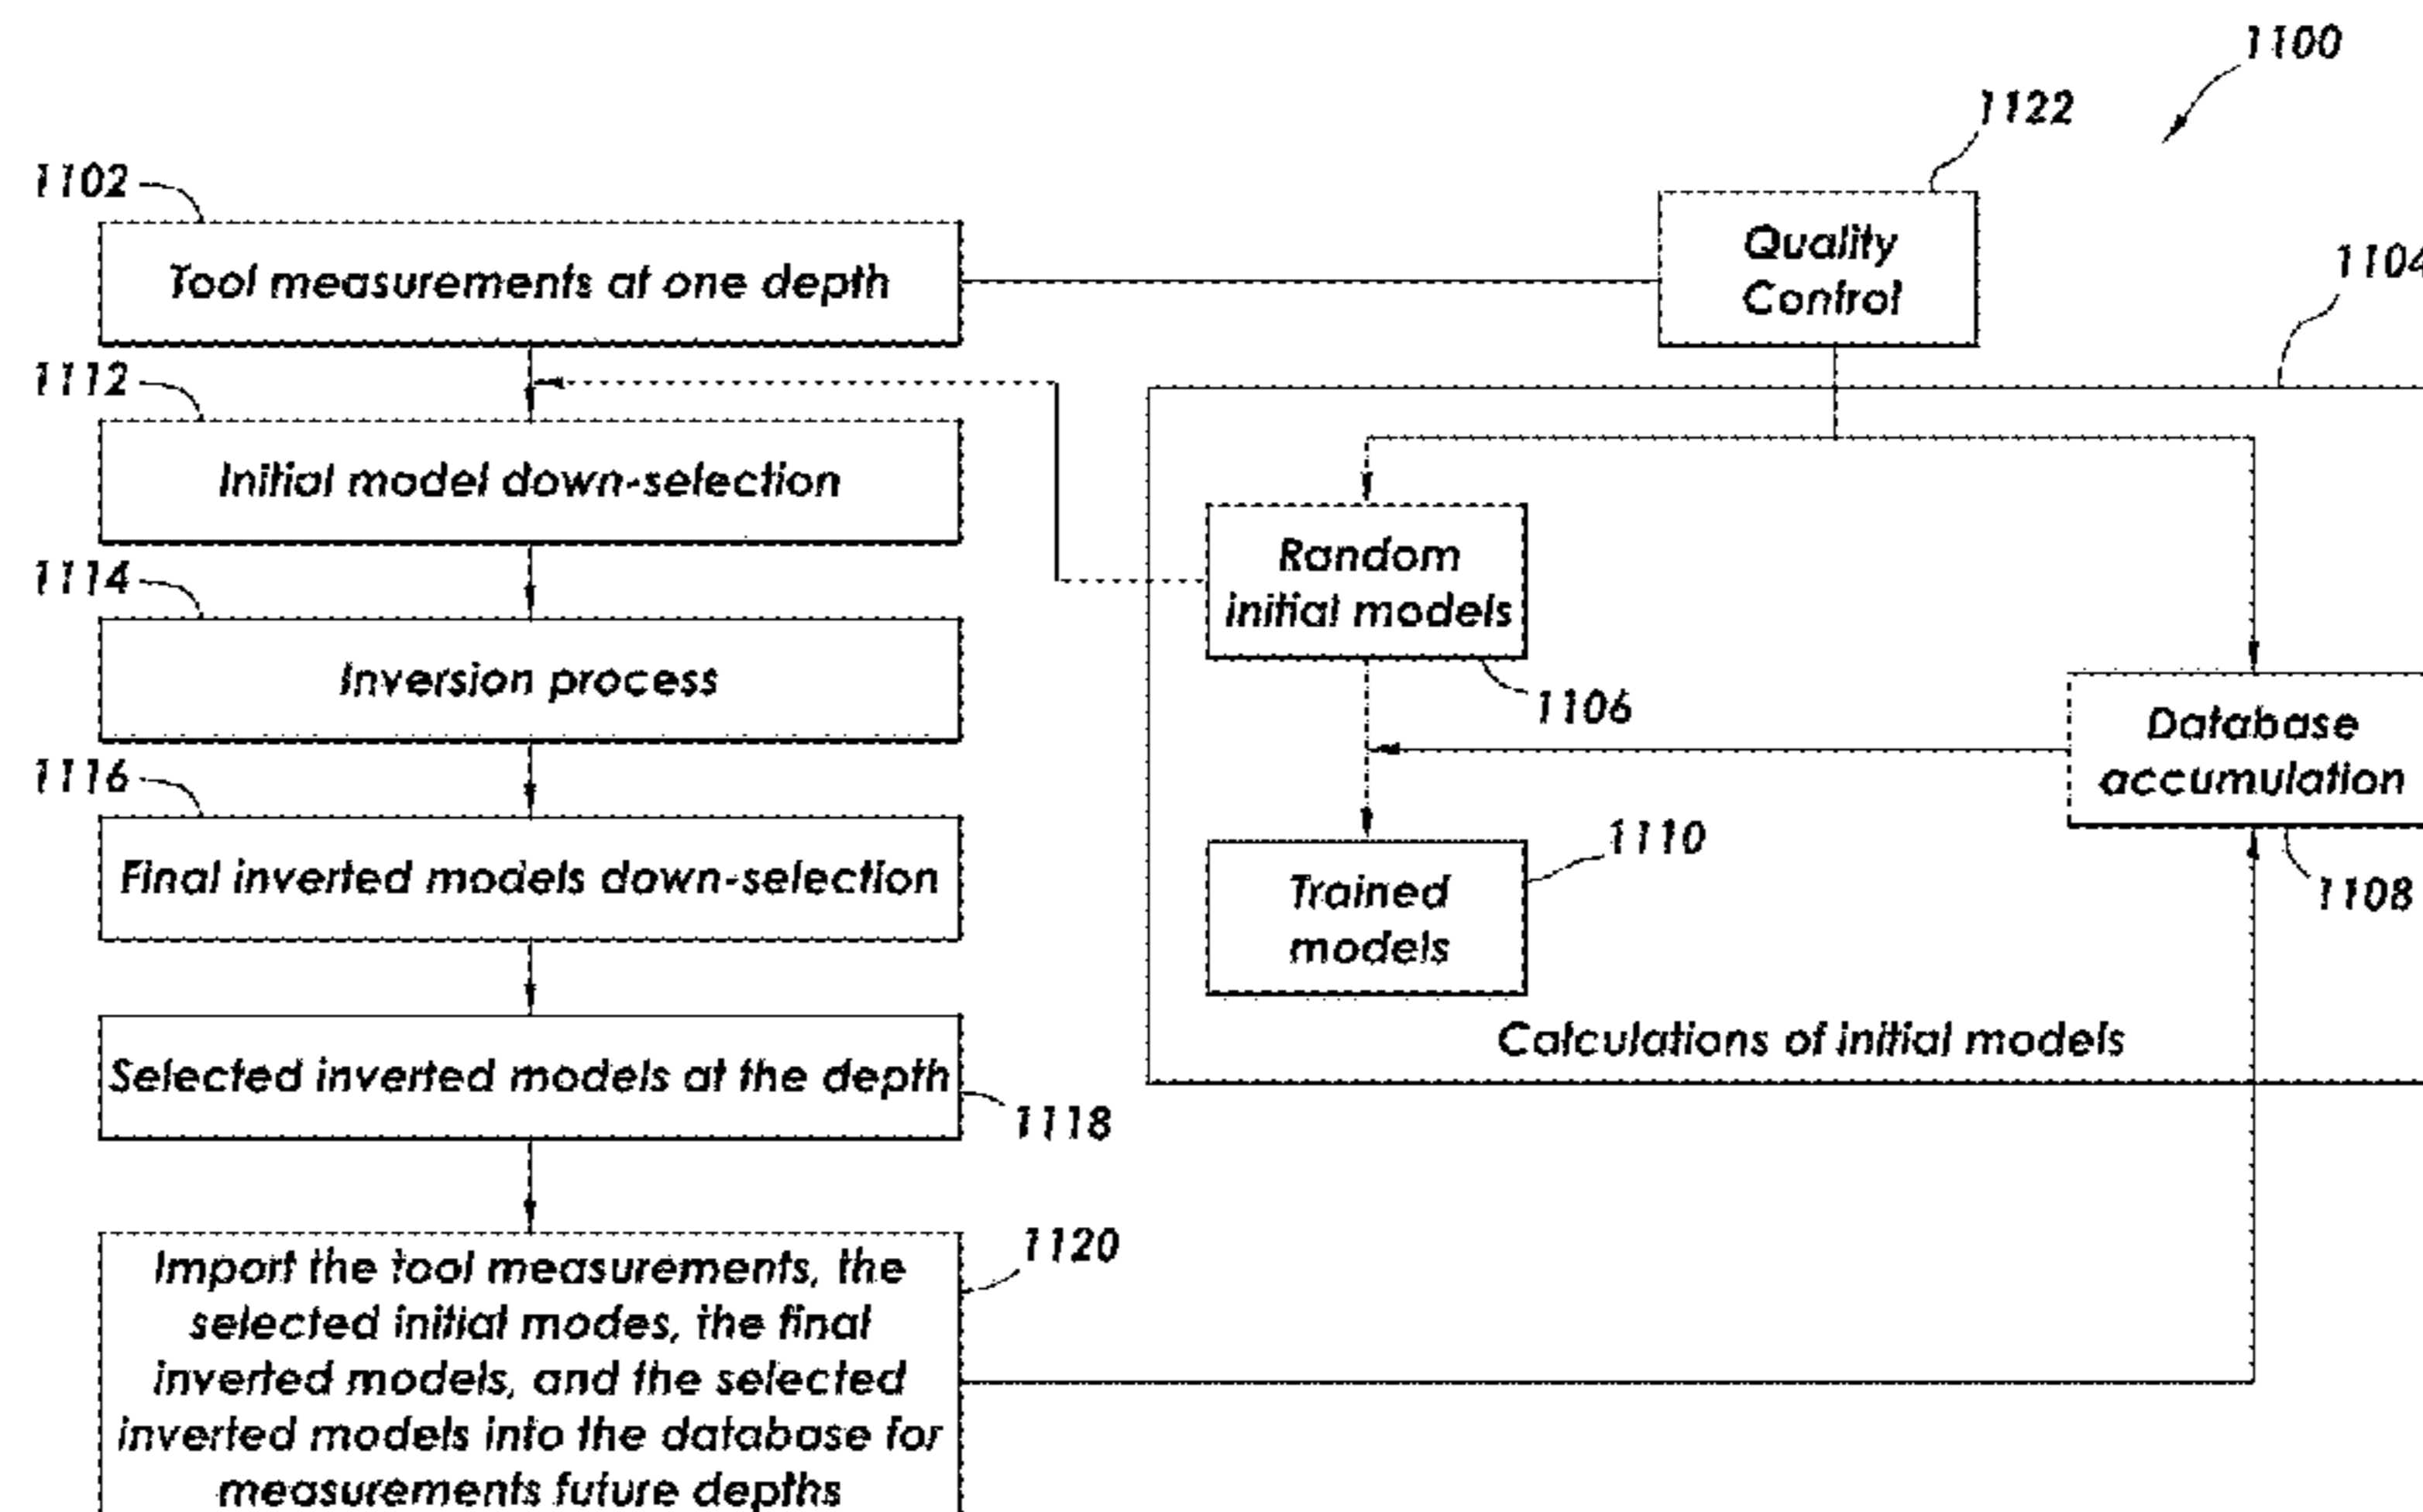 1100
1122
1102
Tool measurements at one depth
Quality
Control
1104
1112
Initial model down-selection
Random
initial models
1106
1114
Inversion process
Database
accumulation
1108
1116
Final inverted models down-selection
1110
Trained
models
Calculations of initial models
Selected inverted models at the depth
1118
1120
Import the tool measurements, the
selected initial modes, the final
inverted models, and the selected
inverted models into the database for
measurements future depths